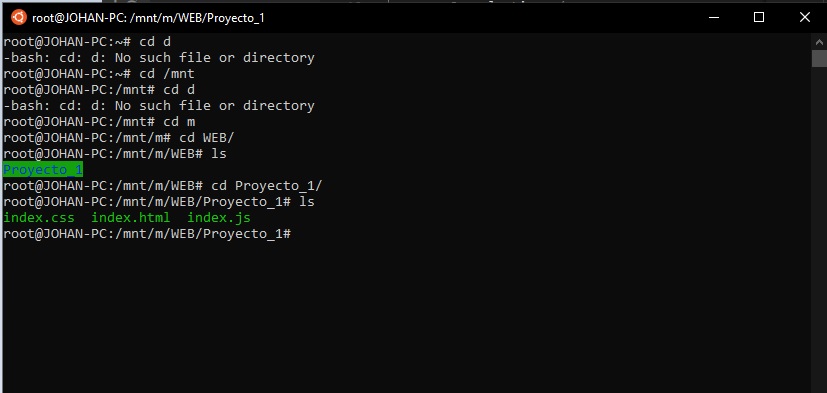 root@JOHAN-PC: /mnt/m/WEB/Proyecto_1
root@JOHAN-PC:~# cd d
-bash: cd: d: No such file or directory
root@JOHAN-PC:~# cd /mnt
root@JOHAN-PC:/mnt# cd d
-bash: cd: d: No such file or directory
root@JOHAN-PC:/mnt# cd m
root@JOHAN-PC:/mnt/m# cd WEB/
root@JOHAN-PC:/mnt/m/WEB# ls
Proyecto_1
root@JOHAN-PC:/mnt/m/WEB# cd Proyecto_1/
root@JOHAN-PC:/mnt/m/WEB/Proyecto_1# ls
index.css  index.html  index.js
root@JOHAN-PC:/mnt/m/WEB/Proyecto_1#